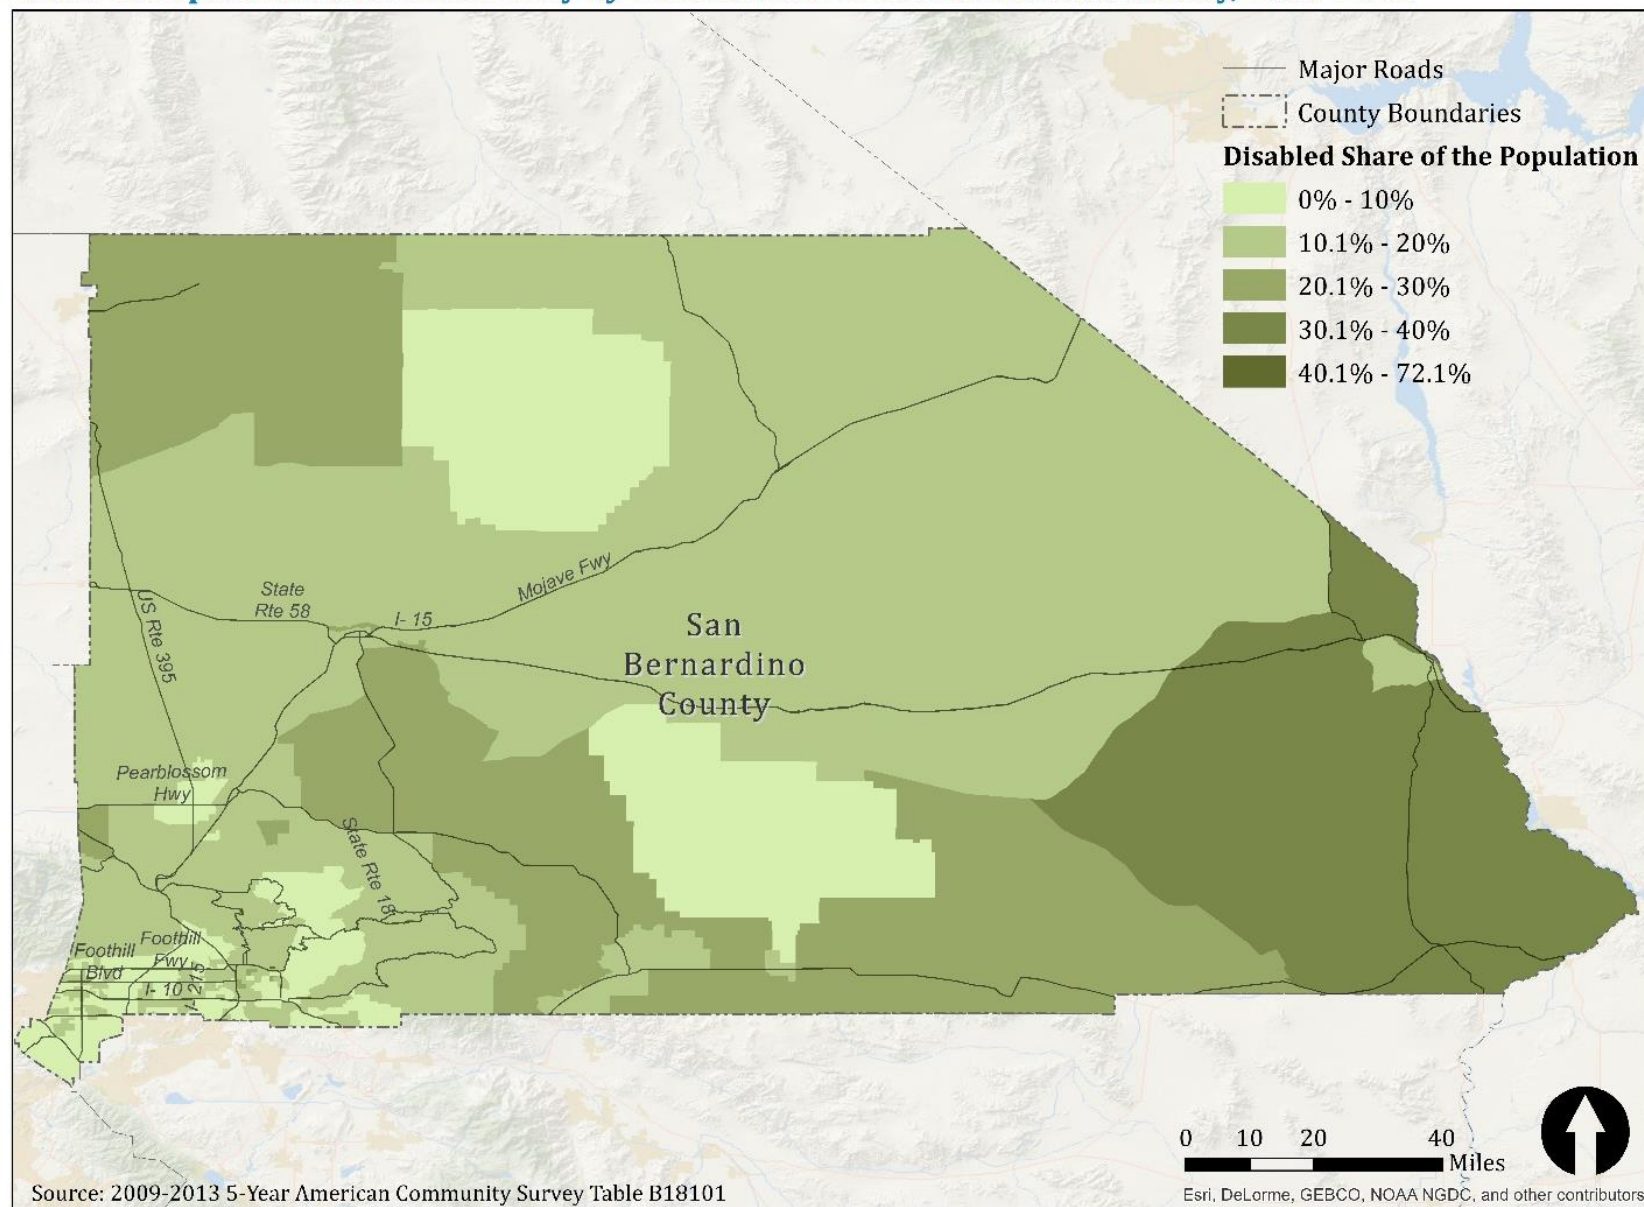 Major Roads
County Boundaries
Disabled Share of the Population
0% - 10%
10.1% - 20%
20.1% - 30%
30.1% - 40%
40.1% - 72.1%
State
Rte 58
Mojave Fwy
I- 15
US Rte 395
San
Bernardino
County
Pearblossom
Hwy
State Rte 18
Foothill
Blvd
Foothill
Fwy
I- 10
I- 215
0 10 20 40
Miles
Source: 2009-2013 5-Year American Community Survey Table B18101
Esri, DeLorme, GEBCO, NOAA NGDC, and other contributors